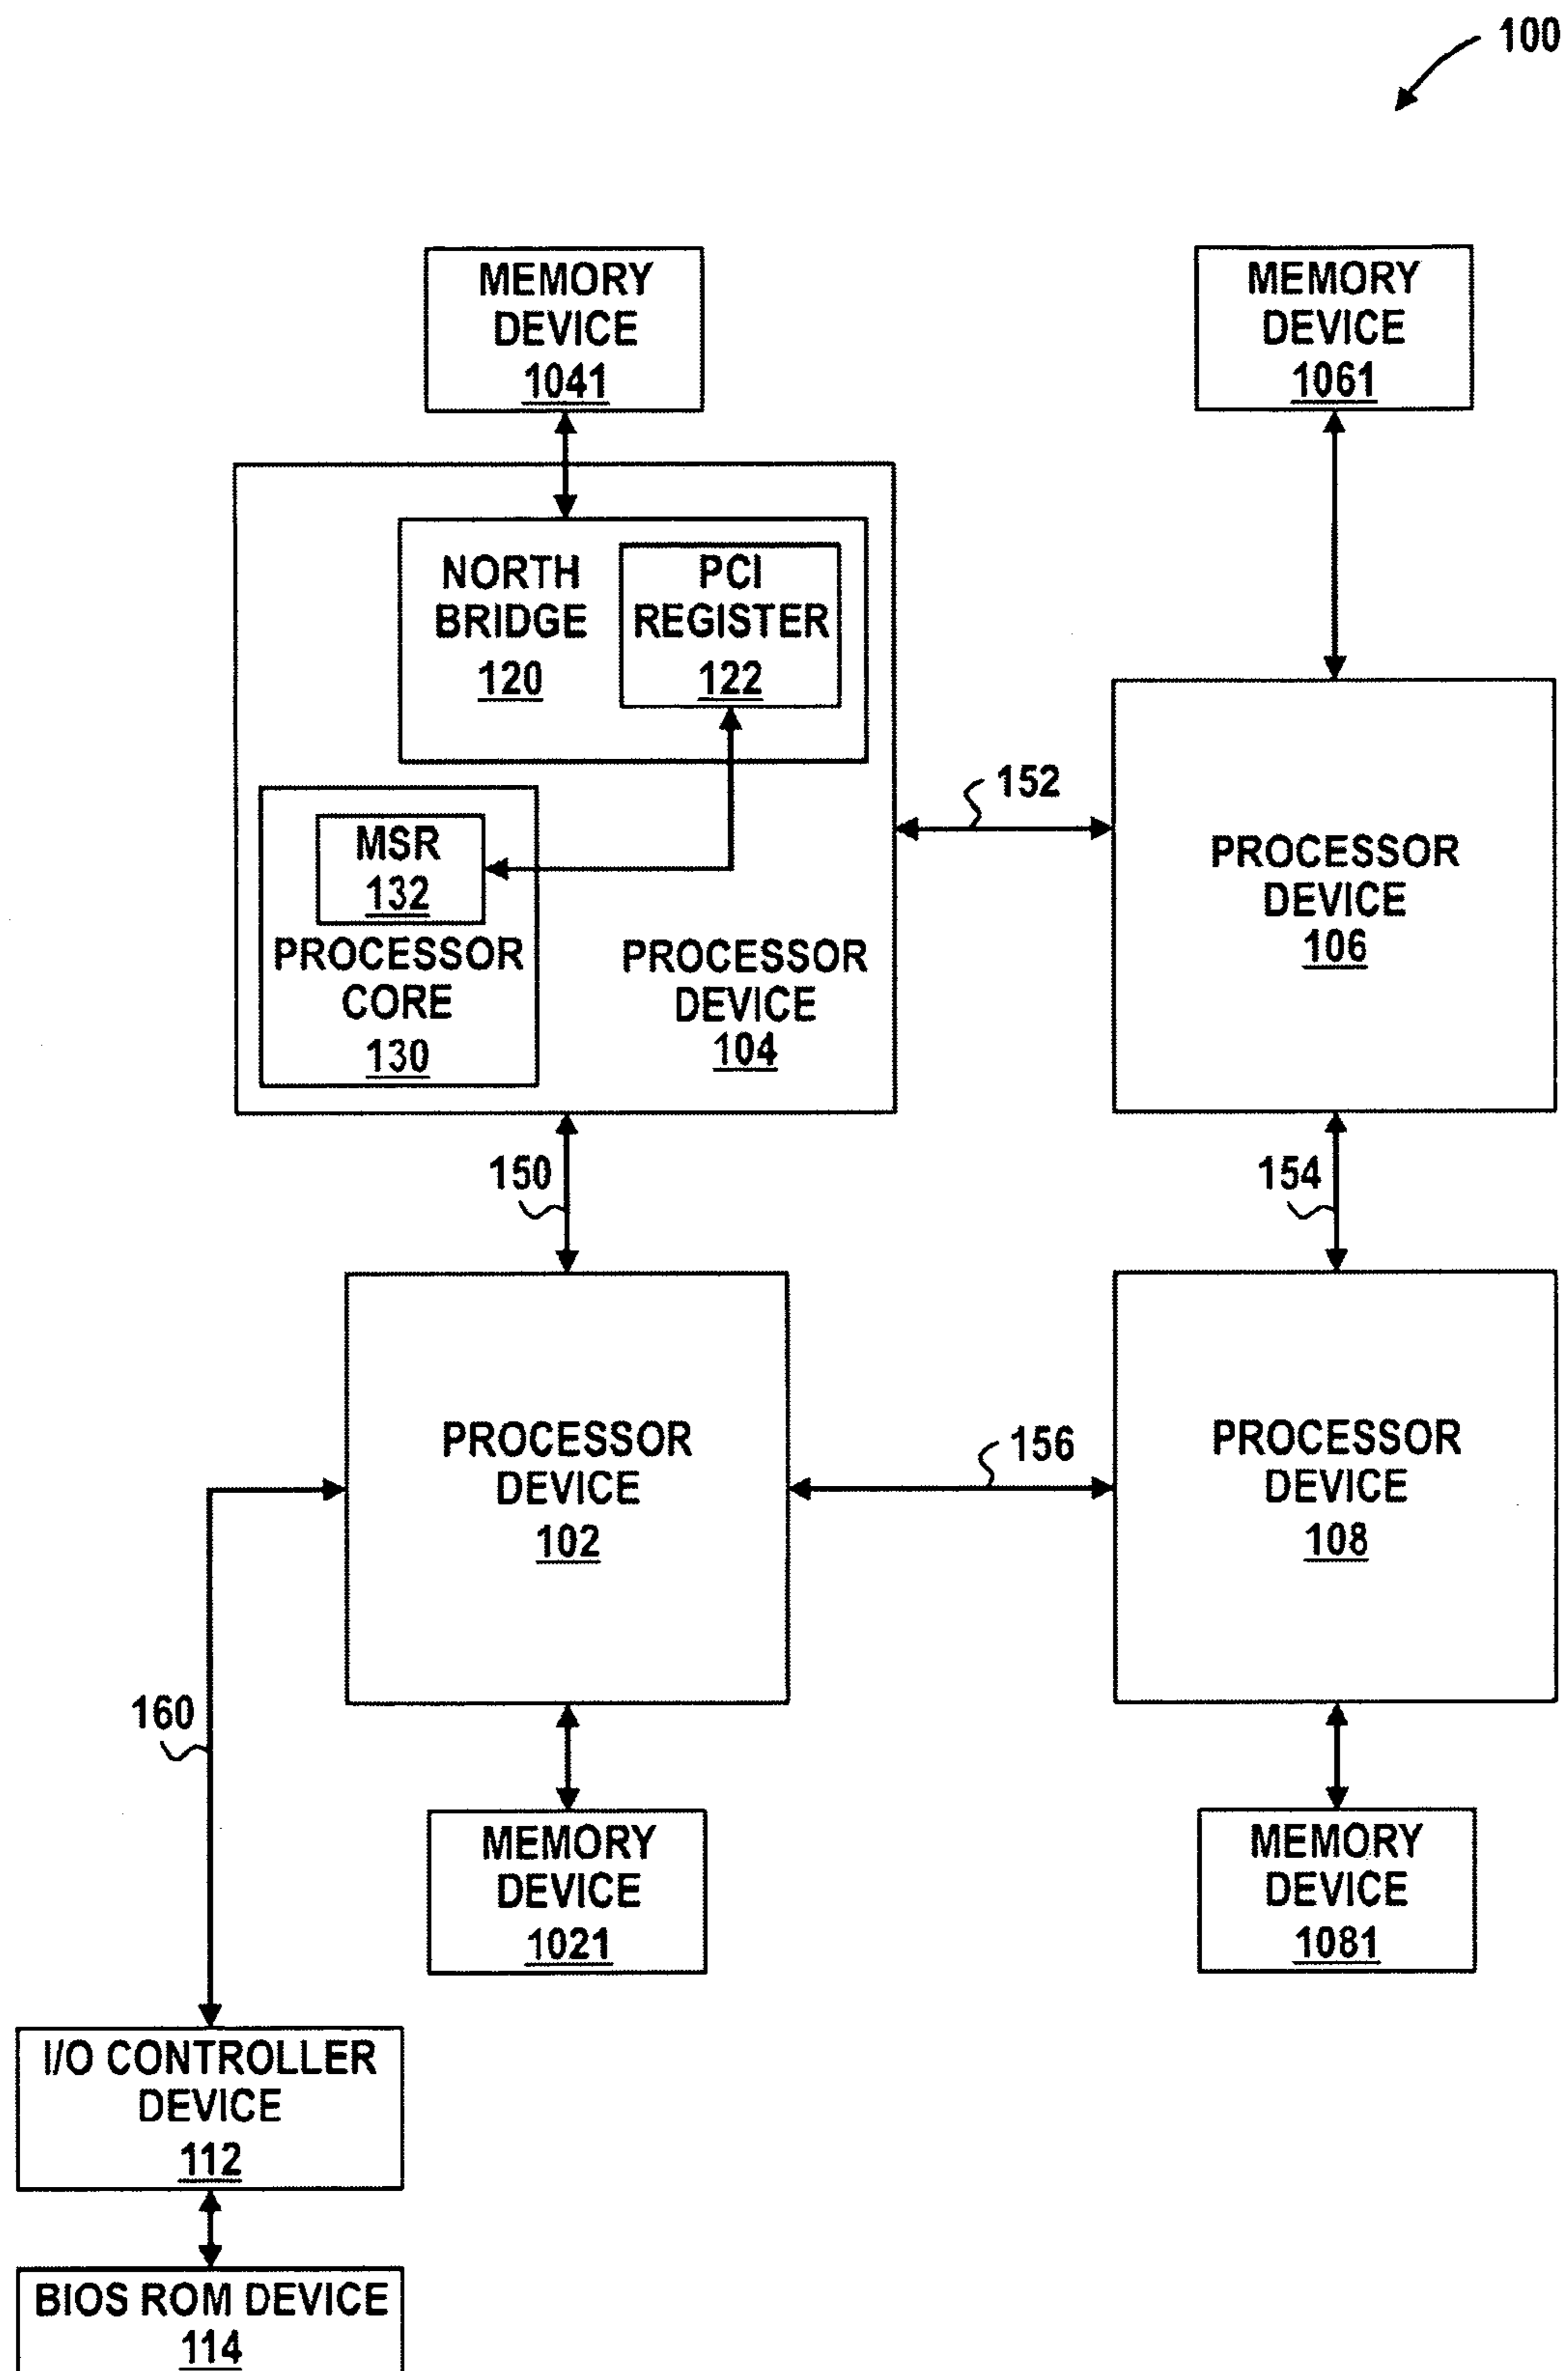 100
MEMORY
DEVICE
1041
MEMORY
DEVICE
1061
NORTH
BRIDGE
120
PCI
REGISTER
122
152
MSR
132
PROCESSOR
CORE
130
PROCESSOR
DEVICE
104
PROCESSOR
DEVICE
106
150
154
PROCESSOR
DEVICE
102
156
PROCESSOR
DEVICE
108
160
MEMORY
DEVICE
1021
MEMORY
DEVICE
1081
I/O CONTROLLER
DEVICE
112
BIOS ROM DEVICE
114